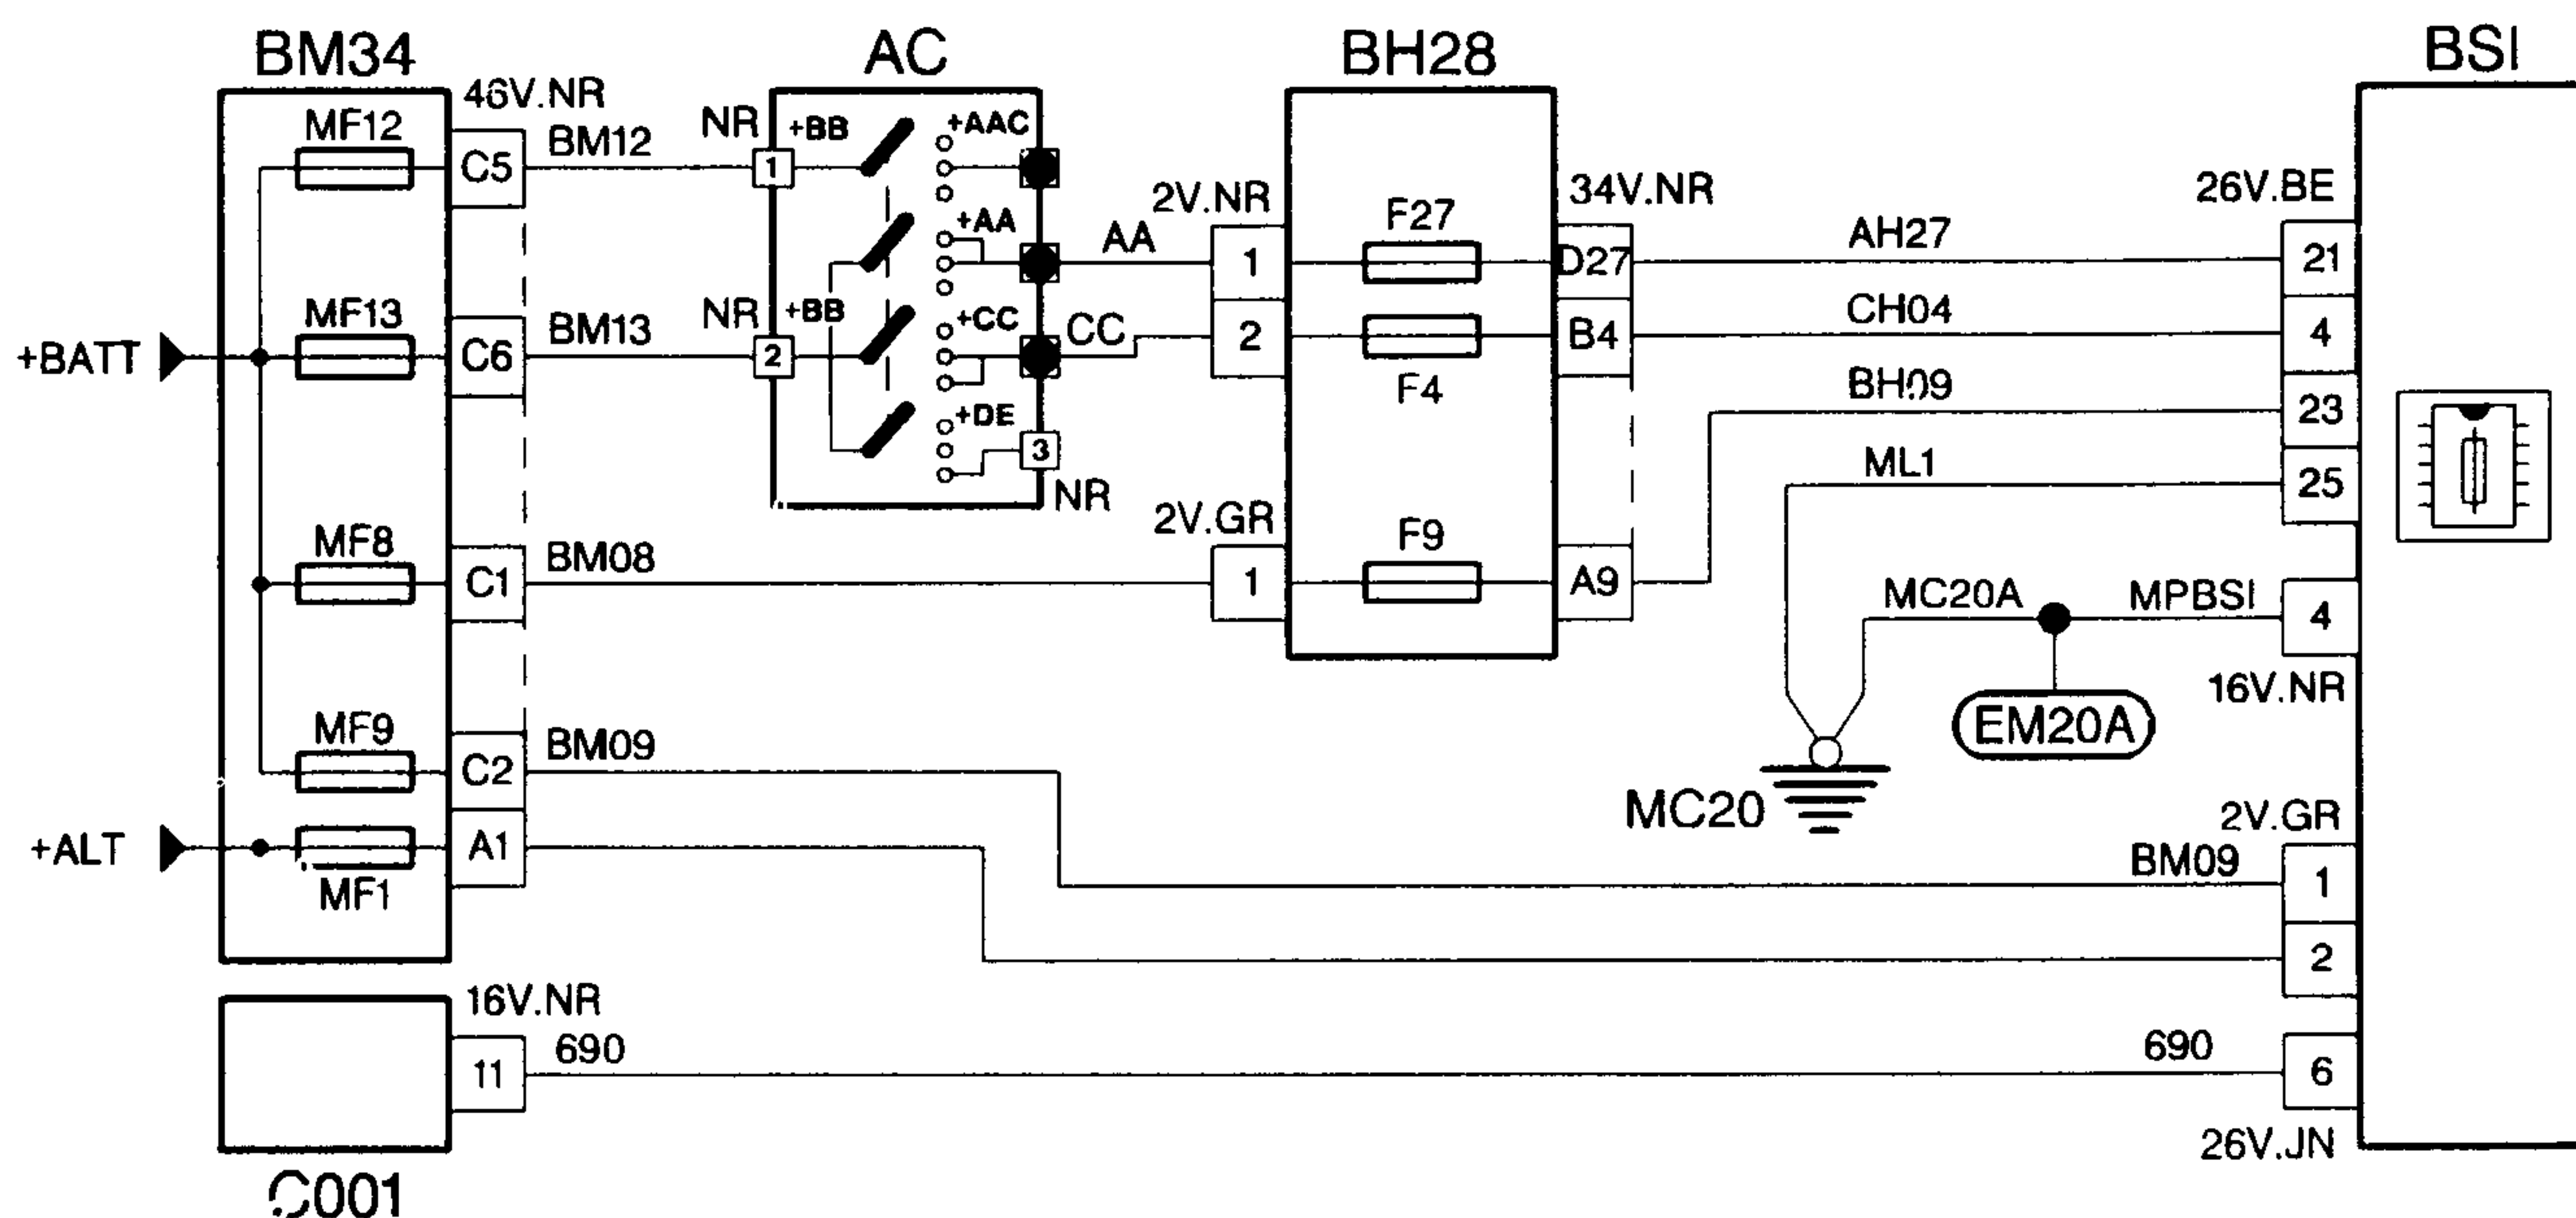 BM34
AC
BH28
BSI
46V.NR
MF12
C5
BM12
NR
1
+BB
+AAC
+AA
AA
2V.NR
1
F27
34V.NR
D27
AH27
26V.BE
21
+BATT
MF13
C6
BM13
NR
2
+BB
+CC
CC
2
F4
B4
CH04
4
+DE
3
NR
BH09
23
ML1
25
MF8
C1
BM08
2V.GR
1
F9
A9
MC20A
MPBSI
4
16V.NR
EM20A
MC20
MF9
C2
BM09
2V.GR
BM09
1
+ALT
MF1
A1
2
16V.NR
11
690
690
6
26V.JN
C001